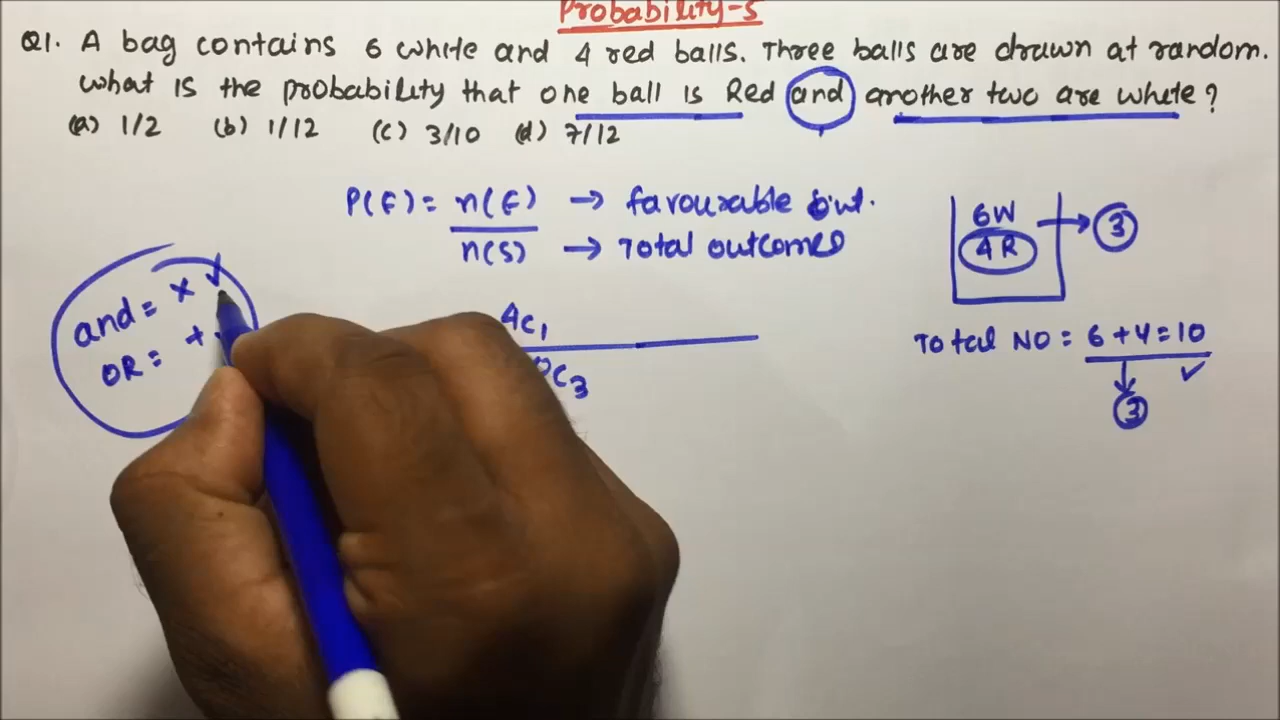 Probability-5
Q1. A bag contains 6 white and 4 red balls. Three balls are drawn at random.
What is the probability that one ball is Red and another two are white?
(a) 1/2 (b) 1/12 (c) 3/10 (d) 7/12
P(E) = n(E) → favourable out.
n(S) → Total outcomes
6W → 3
4R
and = × ✓
OR = +
4C1
C3
Total NO = 6 + 4 = 10 ✓
3